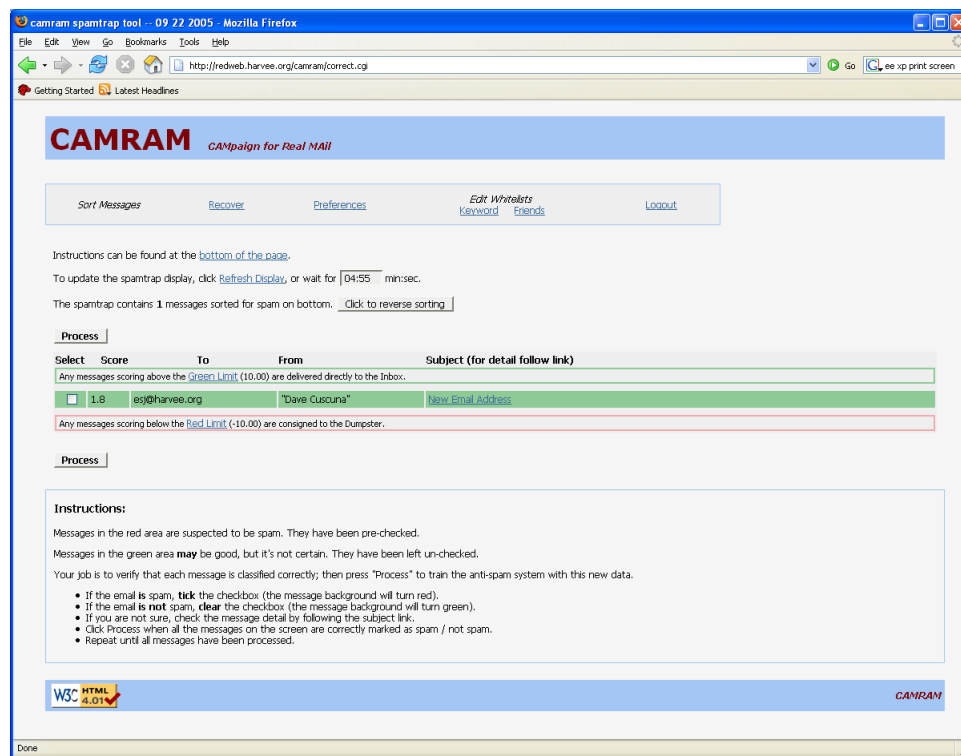 camram spamtrap tool -- 09 22 2005 - Mozilla Firefox
File Edit View Go Bookmarks Tools Help
http://redweb.harvee.org/camram/correct.cgi Go ee xp print screen
Getting Started Latest Headlines
CAMRAM CAMpaign for Real MAil
Sort Messages Recover Preferences Edit Whitelists Logout
Keyword Friends
Instructions can be found at the bottom of the page.
To update the spamtrap display, click Refresh Display, or wait for 04:55 min:sec.
The spamtrap contains 1 messages sorted for spam on bottom. Click to reverse sorting
Process
Select Score To From Subject (for detail follow link)
Any messages scoring above the Green Limit (10.00) are delivered directly to the Inbox.
1.8 esj@harvee.org "Dave Cuscuna" New Email Address
Any messages scoring below the Red Limit (-10.00) are consigned to the Dumpster.
Process
Instructions:
Messages in the red area are suspected to be spam. They have been pre-checked.
Messages in the green area may be good, but it's not certain. They have been left un-checked.
Your job is to verify that each message is classified correctly; then press "Process" to train the anti-spam system with this new data.
• If the email is spam, tick the checkbox (the message background will turn red).
• If the email is not spam, clear the checkbox (the message background will turn green).
• If you are not sure, check the message detail by following the subject link.
• Click Process when all the messages on the screen are correctly marked as spam / not spam.
• Repeat until all messages have been processed.
W3C HTML 4.01 CAMRAM
Done